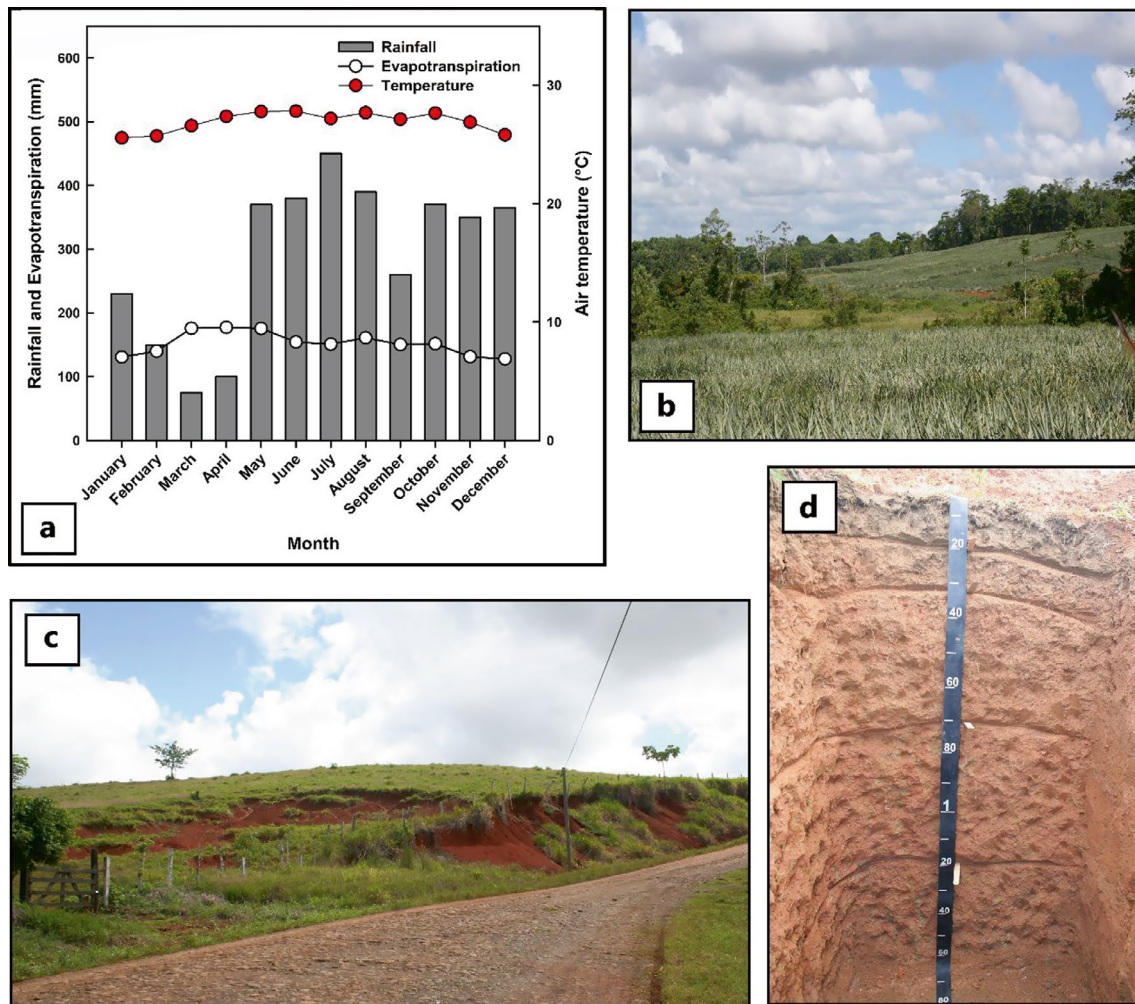 Rainfall
Evapotranspiration
Temperature
Rainfall and Evapotranspiration (mm)
600
500
400
300
200
100
0
30
20
10
0
Air temperature (°C)
January
February
March
April
May
June
July
August
September
October
November
December
Month
a
b
c
d
20
40
60
80
1
20
40
60
80